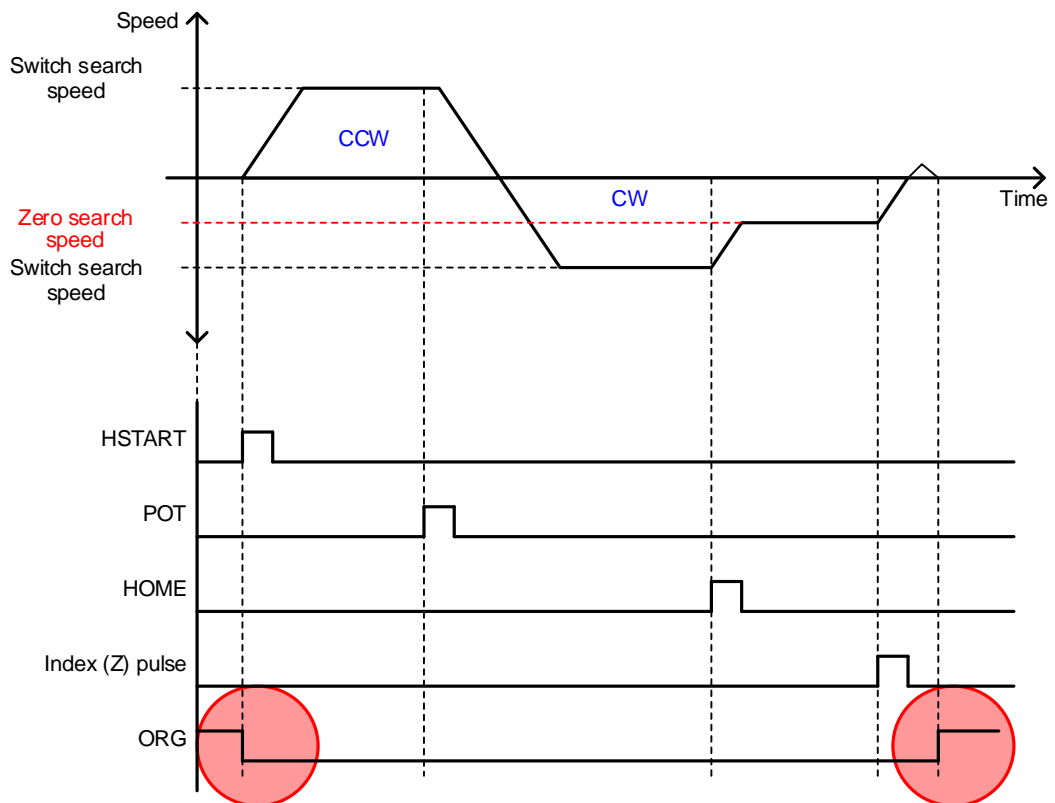 Speed
Switch search
speed
CCW
CW
Time
Zero search
speed
Switch search
speed
HSTART
POT
HOME
Index (Z) pulse
ORG